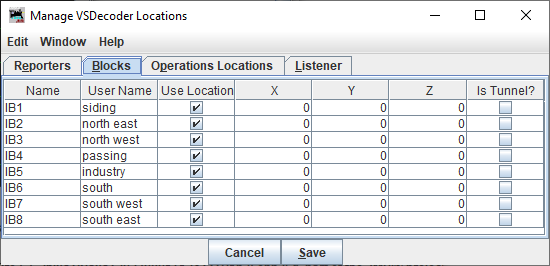 Manage VSDecoder Locations
Edit Window Help
Reporters Blocks Operations Locations Listener
Name User Name Use Location X Y Z Is Tunnel?
IB1 siding 0 0 0
IB2 north east 0 0 0
IB3 north west 0 0 0
IB4 passing 0 0 0
IB5 industry 0 0 0
IB6 south 0 0 0
IB7 south west 0 0 0
IB8 south east 0 0 0
Cancel Save